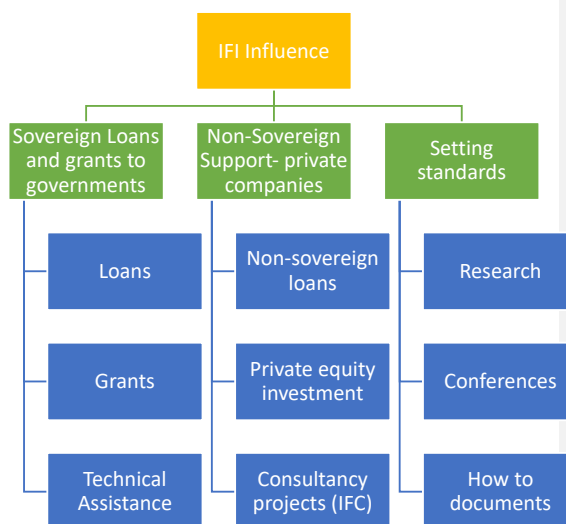 IFI Influence
Sovereign Loans
and grants to
governments
Non-Sovereign
Support- private
companies
Setting
standards
Loans
Non-sovereign
loans
Research
Grants
Private equity
investment
Conferences
Technical
Assistance
Consultancy
projects (IFC)
How to
documents